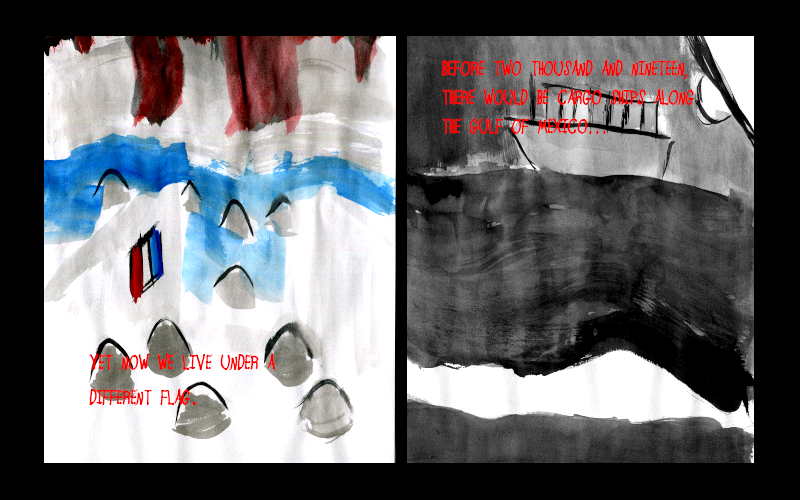 YET NOW WE LIVE UNDER A
DIFFERENT FLAG.
BEFORE TWO THOUSAND AND NINETEEN,
THERE WOULD BE CARGO SHIPS ALONG
THE GULF OF MEXICO...